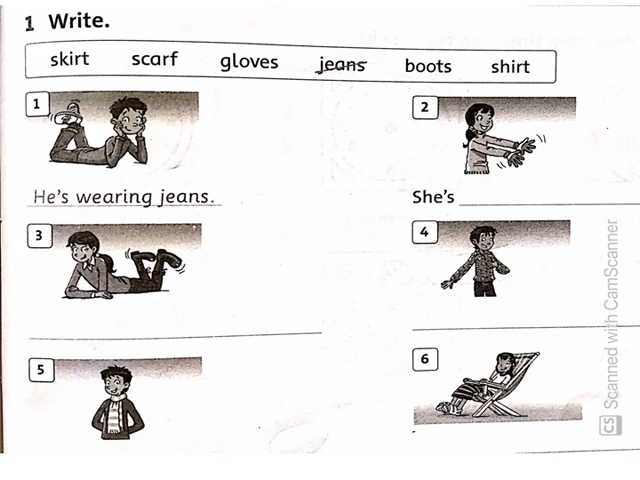 1 Write.
skirt scarf gloves jeans boots shirt
1
2
He's wearing jeans.
She's
3
4
5
6
CS Scanned with CamScanner